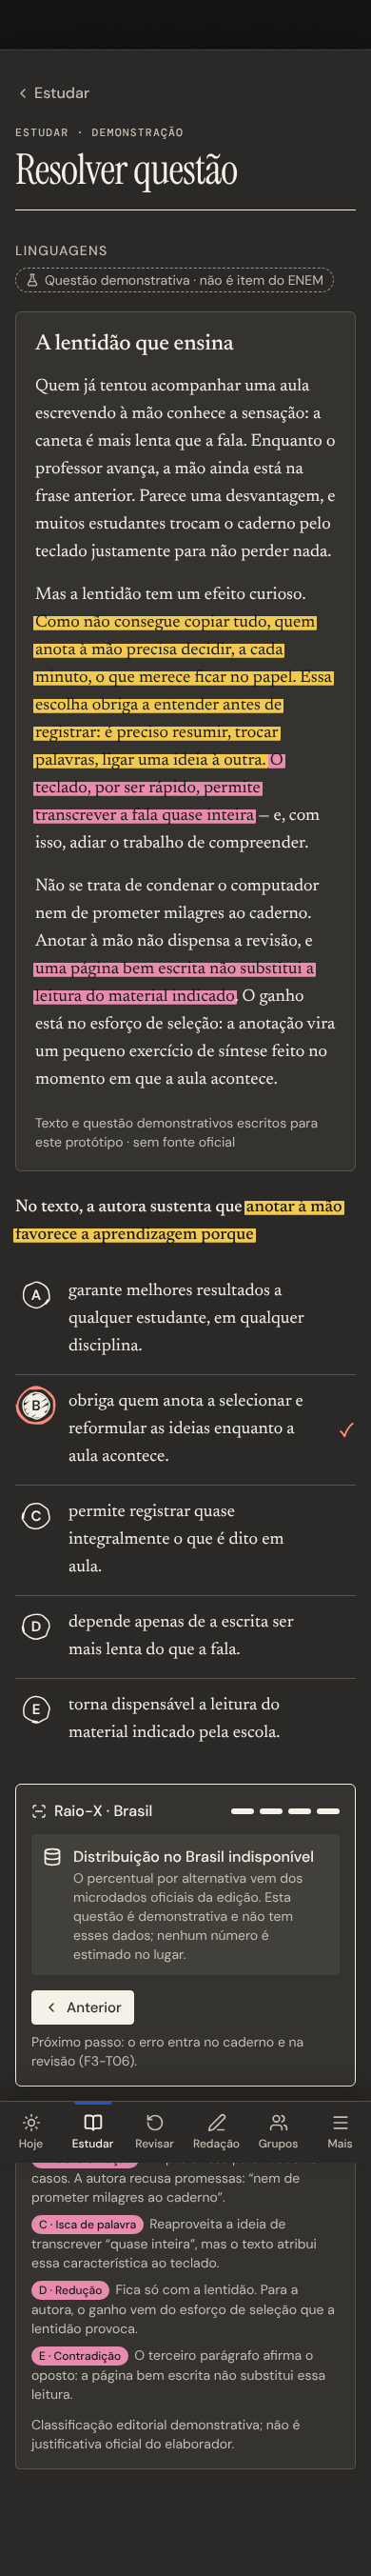 Estudar
ESTUDAR · DEMONSTRAÇÃO
Resolver questão
LINGUAGENS
Questão demonstrativa · não é item do ENEM
A lentidão que ensina
Quem já tentou acompanhar uma aula
escrevendo à mão conhece a sensação: a
caneta é mais lenta que a fala. Enquanto o
professor avança, a mão ainda está na
frase anterior. Parece uma desvantagem, e
muitos estudantes trocam o caderno pelo
teclado justamente para não perder nada.
Mas a lentidão tem um efeito curioso.
Como não consegue copiar tudo, quem
anota à mão precisa decidir, a cada
minuto, o que merece ficar no papel. Essa
escolha obriga a entender antes de
registrar: é preciso resumir, trocar
palavras, ligar uma ideia à outra. O
teclado, por ser rápido, permite
transcrever a fala quase inteira — e, com
isso, adiar o trabalho de compreender.
Não se trata de condenar o computador
nem de prometer milagres ao caderno.
Anotar à mão não dispensa a revisão, e
uma página bem escrita não substitui a
leitura do material indicado. O ganho
está no esforço de seleção: a anotação vira
um pequeno exercício de síntese feito no
momento em que a aula acontece.
Texto e questão demonstrativos escritos para
este protótipo · sem fonte oficial
No texto, a autora sustenta que anotar à mão
favorece a aprendizagem porque
A garante melhores resultados a
qualquer estudante, em qualquer
disciplina.
B obriga quem anota a selecionar e
reformular as ideias enquanto a
aula acontece.
C permite registrar quase
integralmente o que é dito em
aula.
D depende apenas de a escrita ser
mais lenta do que a fala.
E torna dispensável a leitura do
material indicado pela escola.
Raio-X · Brasil
Distribuição no Brasil indisponível
O percentual por alternativa vem dos
microdados oficiais da edição. Esta
questão é demonstrativa e não tem
esses dados; nenhum número é
estimado no lugar.
Anterior
Próximo passo: o erro entra no caderno e na
revisão (F3-T06).
Hoje Estudar Revisar Redação Grupos Mais
casos. A autora recusa promessas: "nem de
prometer milagres ao caderno".
C · Isca de palavra Reaproveita a ideia de
transcrever "quase inteira", mas o texto atribui
essa característica ao teclado.
D · Redução Fica só com a lentidão. Para a
autora, o ganho vem do esforço de seleção que a
lentidão provoca.
E · Contradição O terceiro parágrafo afirma o
oposto: a página bem escrita não substitui essa
leitura.
Classificação editorial demonstrativa; não é
justificativa oficial do elaborador.